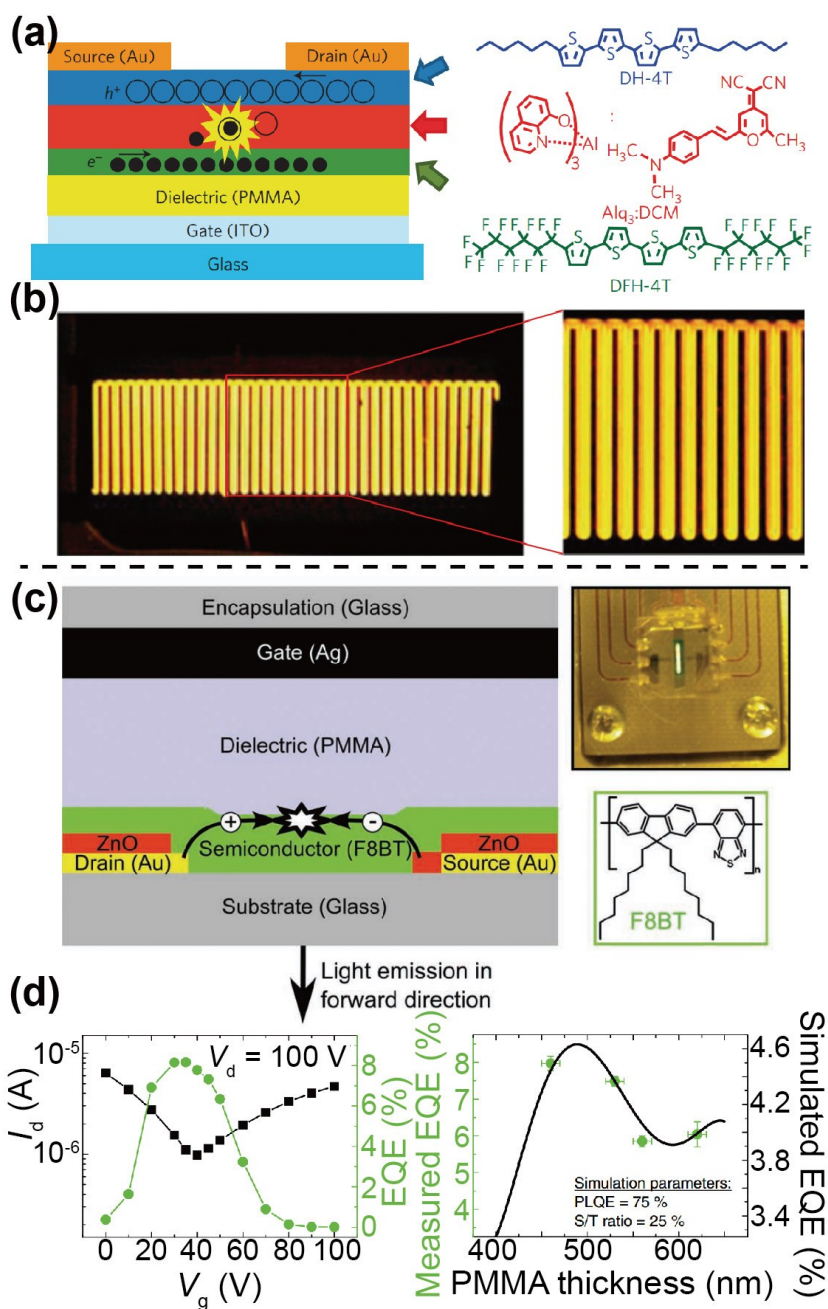 (a)
Source (Au)
Drain (Au)
h+
e−
Dielectric (PMMA)
Gate (ITO)
Glass
S S S S
DH-4T
O
N
Al
3
:
NC CN
O CH₃
H₃C
N
CH₃
Alq₃:DCM
F F F F F F F F F F F F F
S S S S
F F F F F F F F F F F F F
DFH-4T
(b)
(c)
Encapsulation (Glass)
Gate (Ag)
Dielectric (PMMA)
+ -
ZnO
Drain (Au)
Semiconductor (F8BT)
ZnO
Source (Au)
Substrate (Glass)
N S N
n
F8BT
Light emission in
forward direction
(d)
V_d = 100 V
I_d (A)
10⁻⁵
10⁻⁶
0 20 40 60 80 100
V_g (V)
8
6
4
2
0
EQE (%)
Measured EQE (%)
8
7
6
5
4
Simulation parameters:
PLQE = 75 %
S/T ratio = 25 %
400 500 600
PMMA thickness (nm)
4.6
4.2
3.9
3.4
Simulated EQE (%)